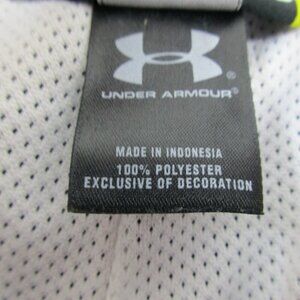 UNDER ARMOUR®
MADE IN INDONESIA
100% POLYESTER
EXCLUSIVE OF DECORATION